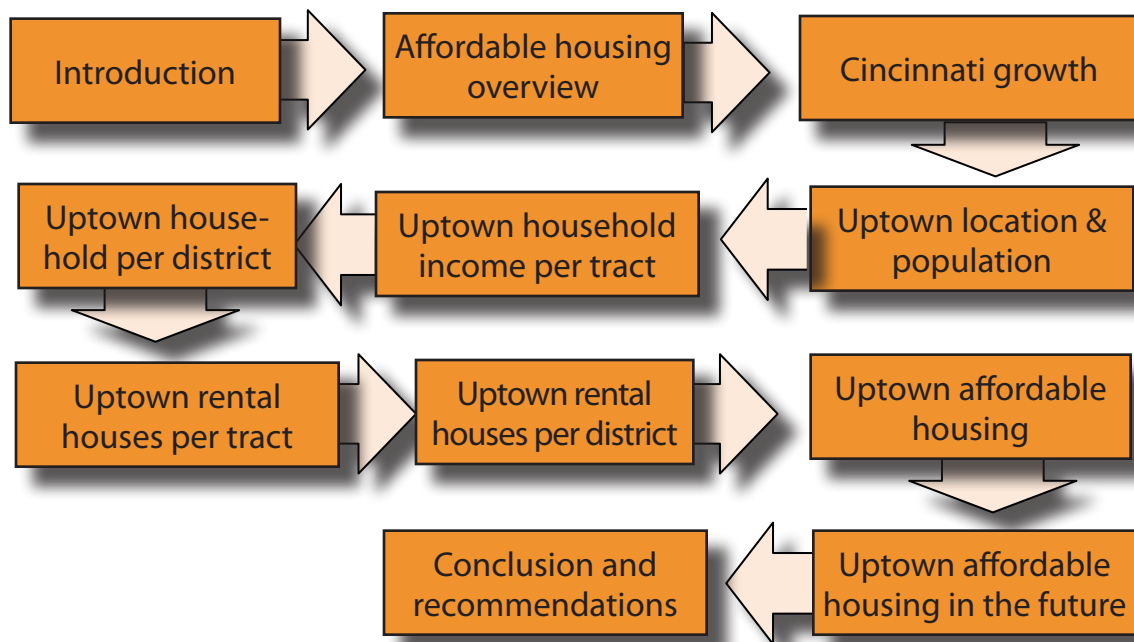 Introduction
Affordable housing
overview
Cincinnati growth
Uptown location &
population
Uptown household
income per tract
Uptown house-
hold per district
Uptown rental
houses per tract
Uptown rental
houses per district
Uptown affordable
housing
Uptown affordable
housing in the future
Conclusion and
recommendations